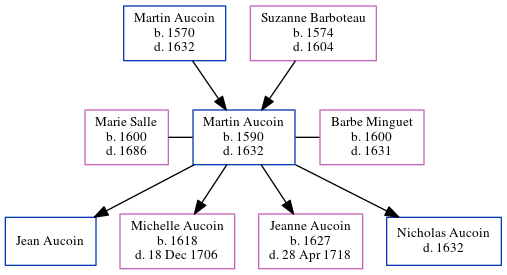 Martin Aucoin
b. 1570
d. 1632
Suzanne Barboteau
b. 1574
d. 1604
Marie Salle
b. 1600
d. 1686
Martin Aucoin
b. 1590
d. 1632
Barbe Minguet
b. 1600
d. 1631
Jean Aucoin
Michelle Aucoin
b. 1618
d. 18 Dec 1706
Jeanne Aucoin
b. 1627
d. 28 Apr 1718
Nicholas Aucoin
d. 1632